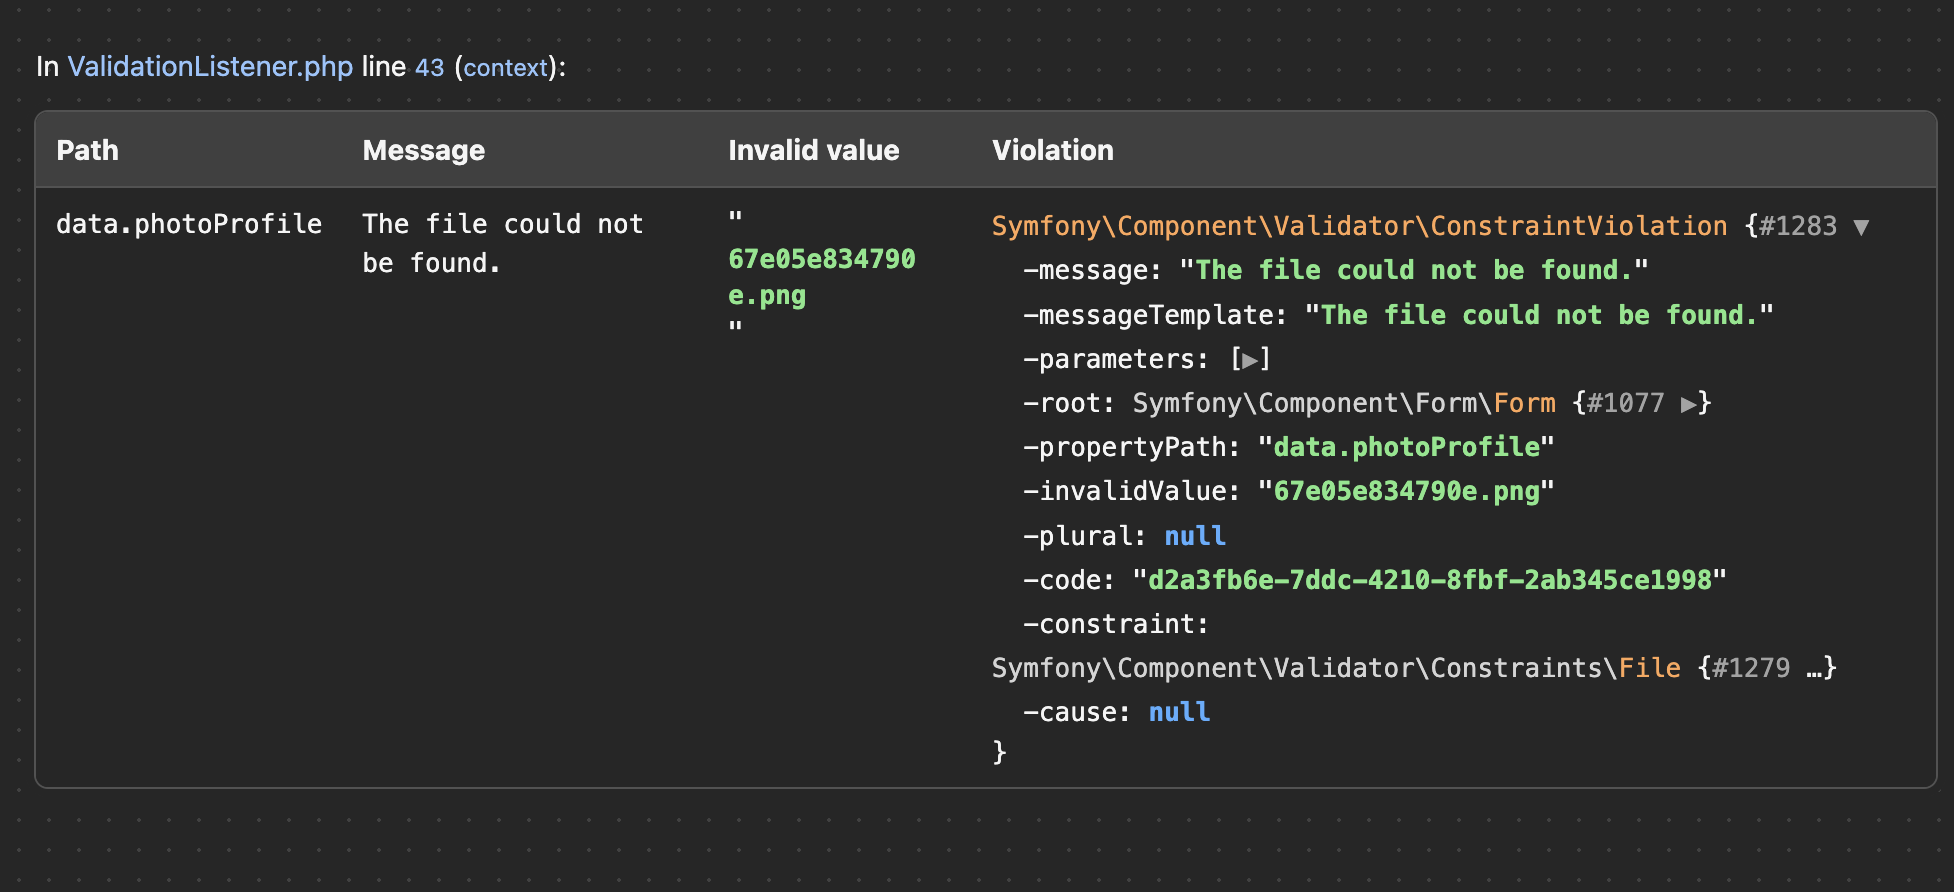 In ValidationListener.php line 43 (context):
Path Message Invalid value Violation
data.photoProfile
The file could not
be found.
"
67e05e834790
e.png
"
Symfony\Component\Validator\ConstraintViolation {#1283 ▼
-message: "The file could not be found."
-messageTemplate: "The file could not be found."
-parameters: [▶]
-root: Symfony\Component\Form\Form {#1077 ▶}
-propertyPath: "data.photoProfile"
-invalidValue: "67e05e834790e.png"
-plural: null
-code: "d2a3fb6e-7ddc-4210-8fbf-2ab345ce1998"
-constraint:
Symfony\Component\Validator\Constraints\File {#1279 …}
-cause: null
}